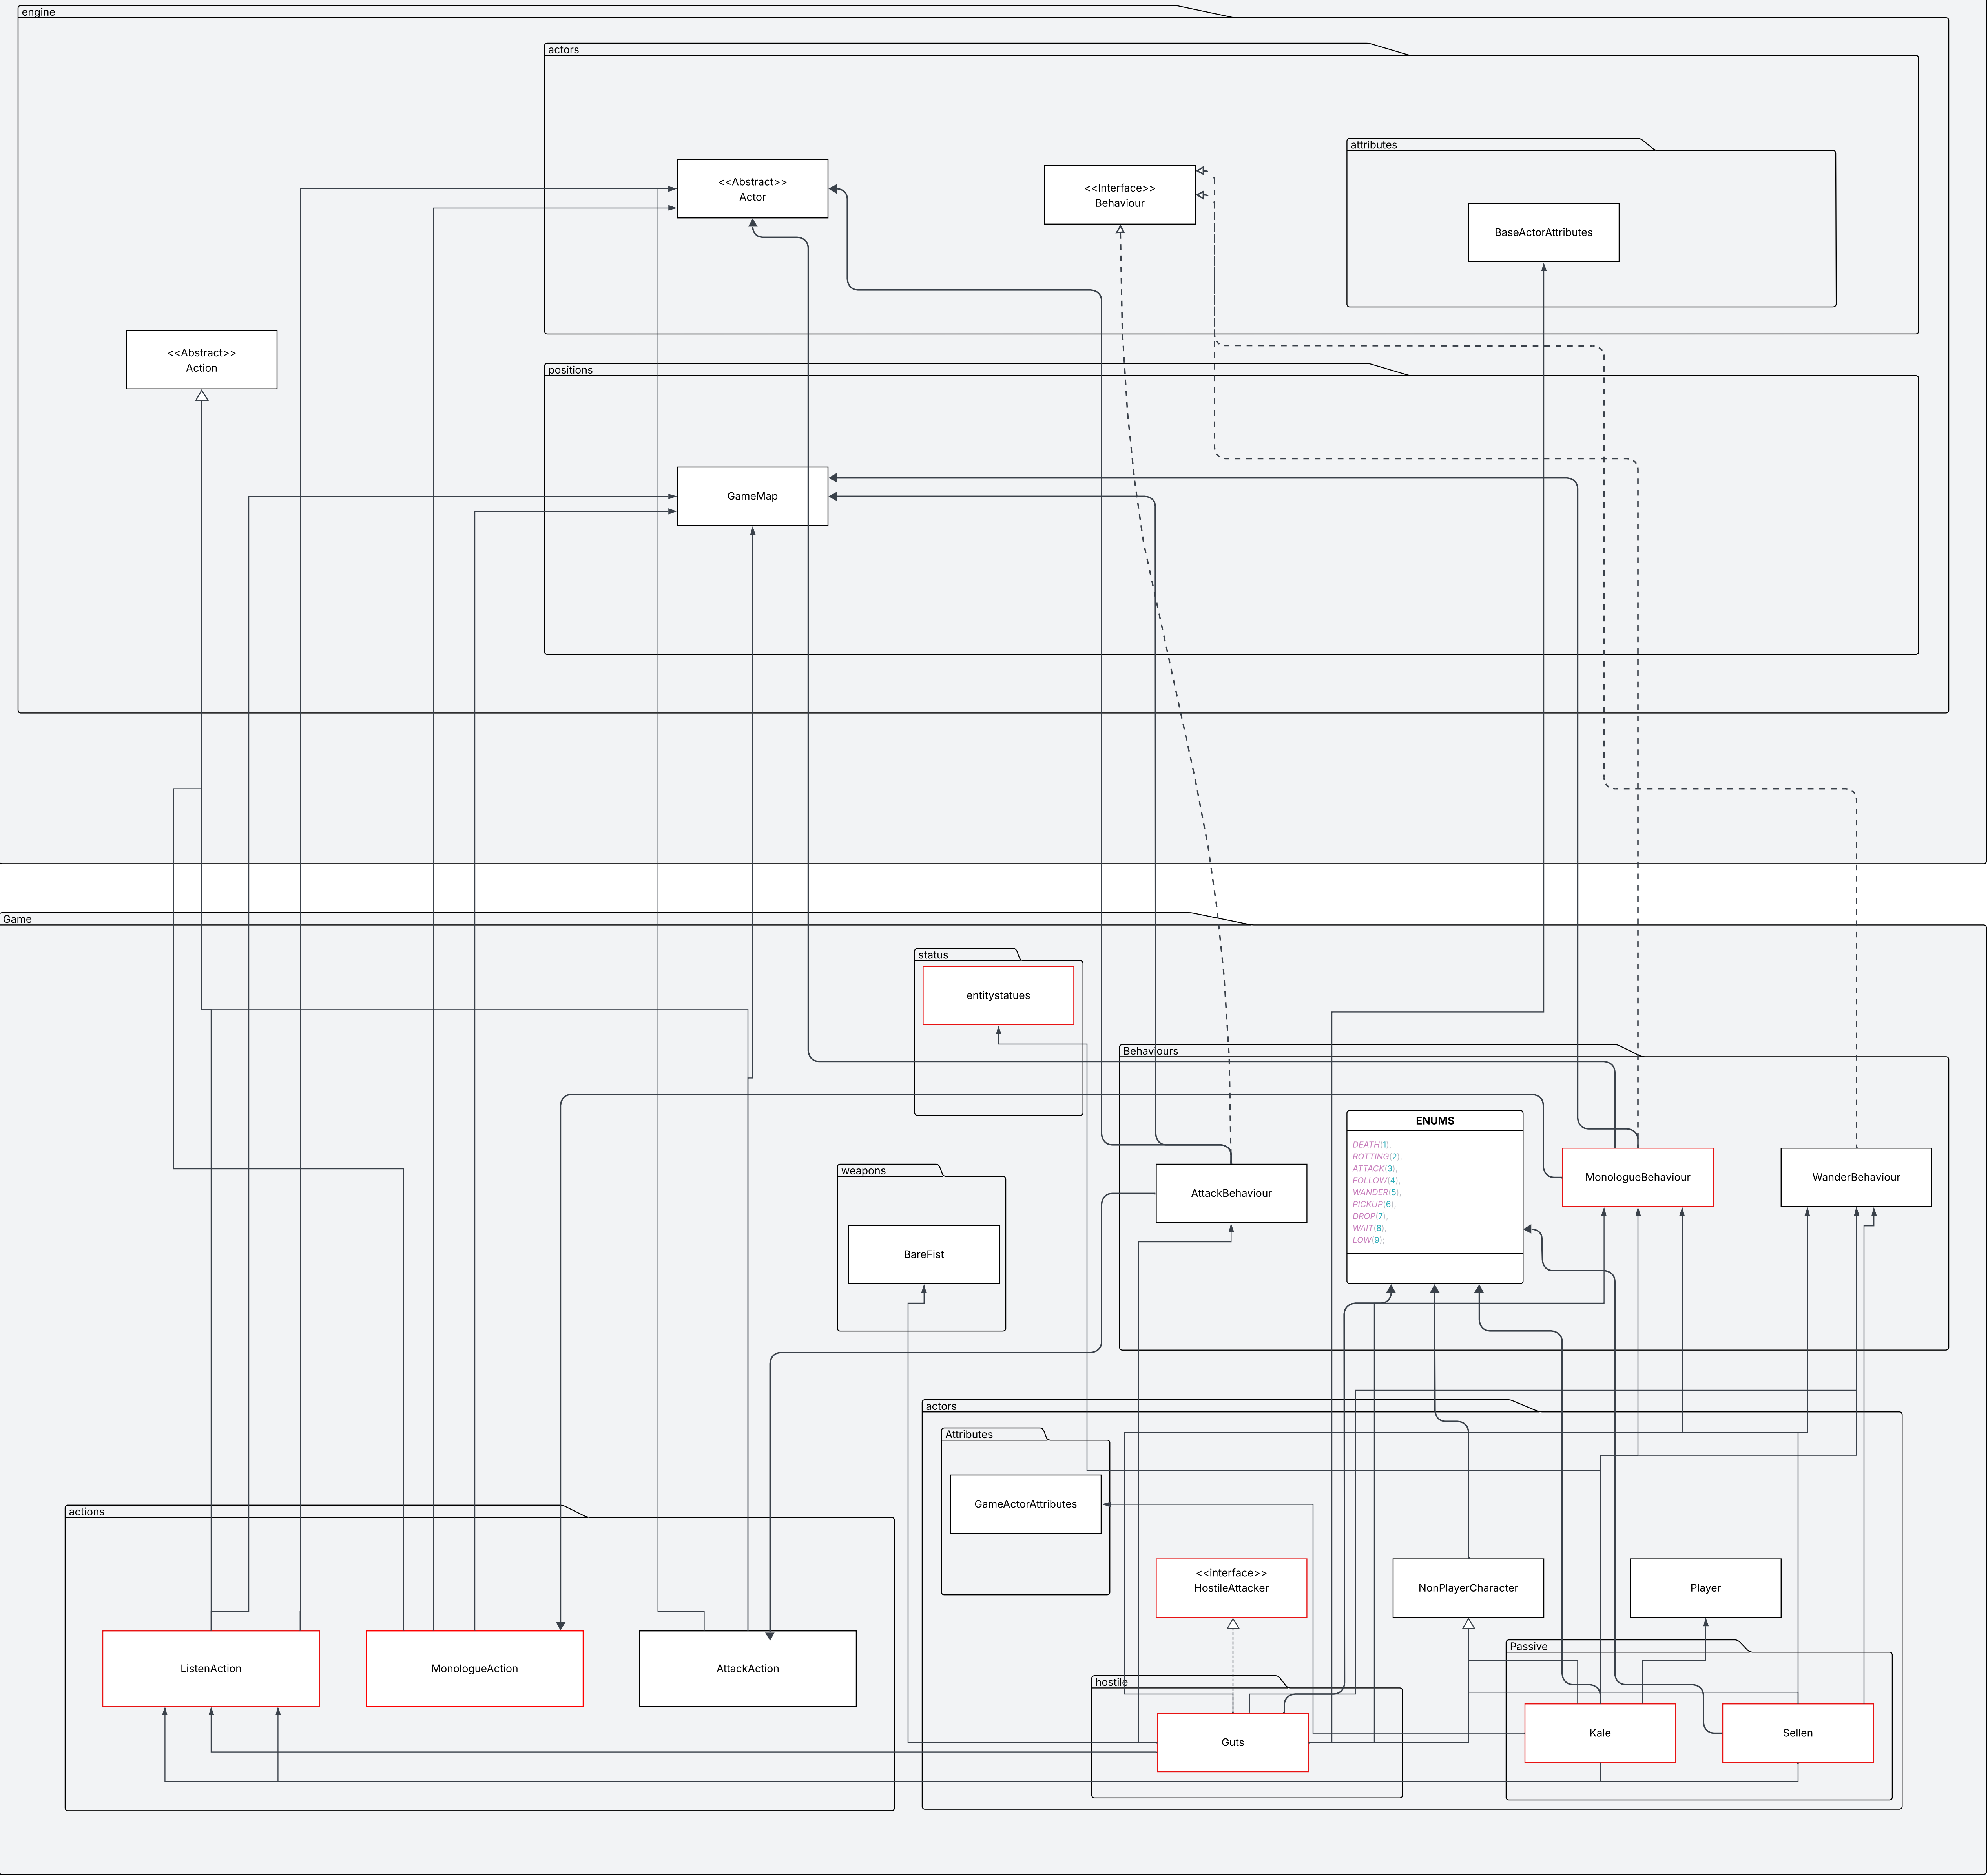 engine
actors
attributes
<<Abstract>>
Actor
<<Interface>>
Behaviour
BaseActorAttributes
<<Abstract>>
Action
positions
GameMap
Game
status
entitystatues
Behaviours
ENUMS
DEATH(1),
ROTTING(2),
ATTACK(3),
FOLLOW(4),
WANDER(5),
PICKUP(6),
DROP(7),
WAIT(8),
LOW(9);
MonologueBehaviour
WanderBehaviour
AttackBehaviour
weapons
BareFist
actors
Attributes
GameActorAttributes
<<interface>>
HostileAttacker
NonPlayerCharacter
Player
actions
ListenAction
MonologueAction
AttackAction
hostile
Guts
Passive
Kale
Sellen